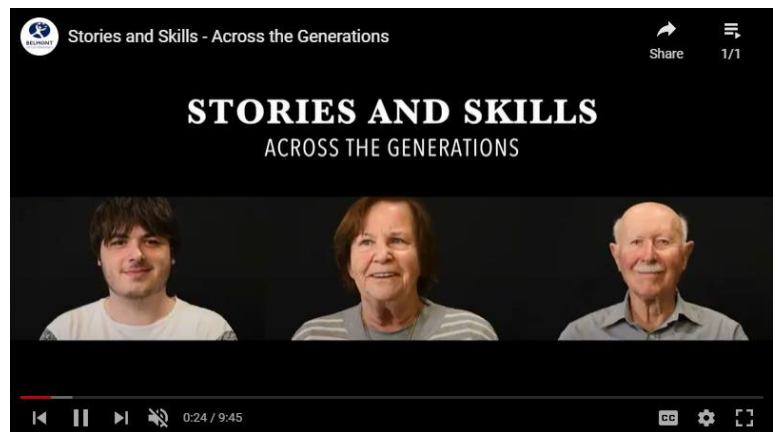 BELMONT
Stories and Skills - Across the Generations
Share
1/1
STORIES AND SKILLS
ACROSS THE GENERATIONS
0:24 / 9:45
CC